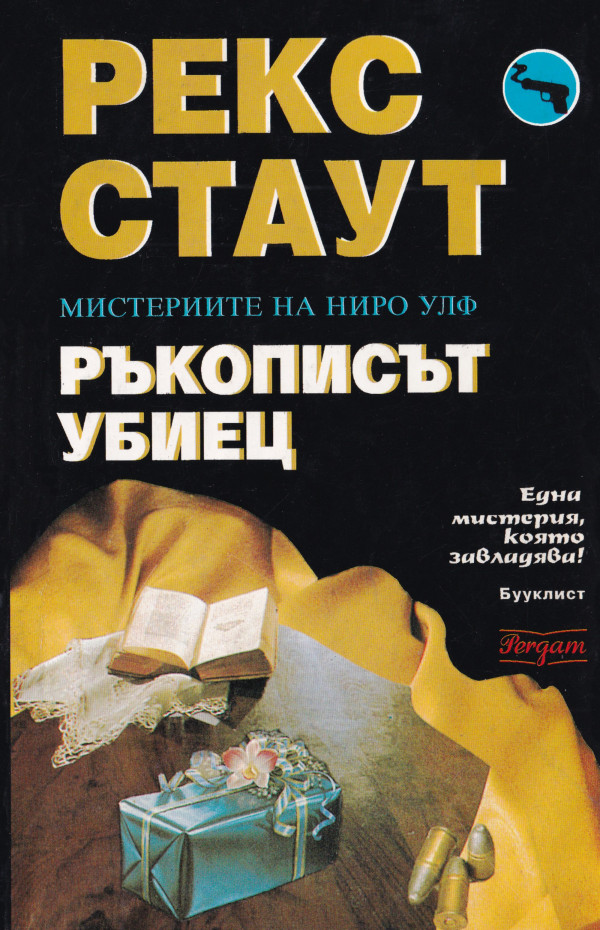 РЕКС
СТАУТ
МИСТЕРИИТЕ НА НИРО УЛФ
РЪКОПИСЪТ
УБИЕЦ
Една
мистерия,
която
завладява!
Бууклист
Pergam